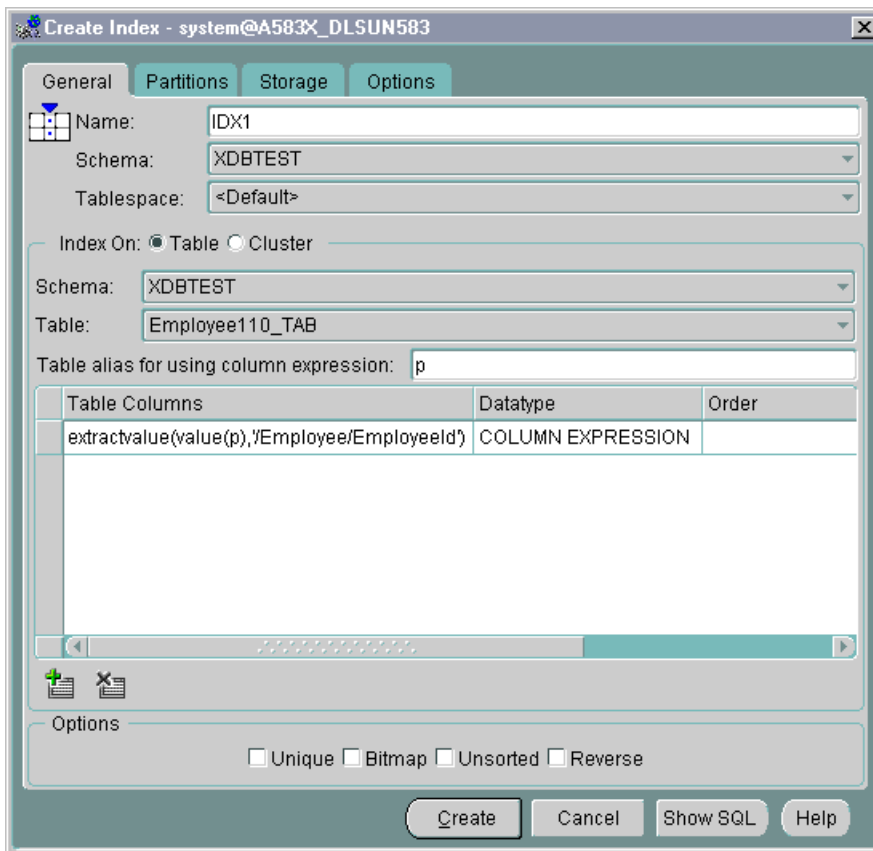 Create Index - system@A583X_DLSUN583
General Partitions Storage Options
Name: IDX1
Schema: XDBTEST
Tablespace: <Default>
Index On: Table Cluster
Schema: XDBTEST
Table: Employee110_TAB
Table alias for using column expression: p
Table Columns Datatype Order
extractvalue(value(p),'/Employee/EmployeeId') COLUMN EXPRESSION
Options
Unique Bitmap Unsorted Reverse
Create Cancel Show SQL Help